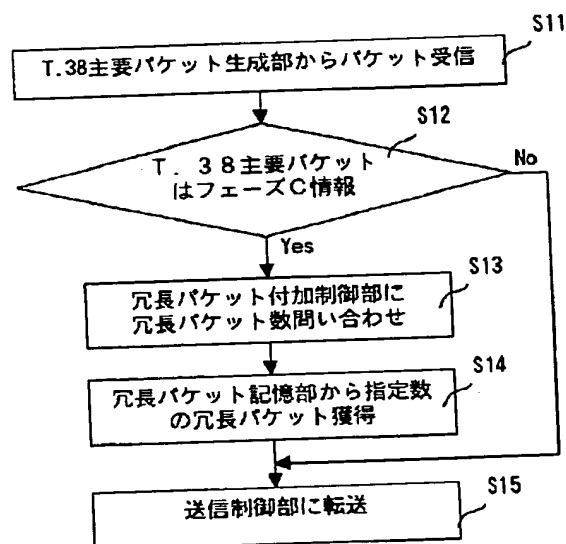 S11
T.38主要パケット生成部からパケット受信
S12
T．３８主要パケット
はフェーズC情報
No
Yes
S13
冗長パケット付加制御部に
冗長パケット数問い合わせ
S14
冗長パケット記憶部から指定数
の冗長パケット獲得
S15
送信制御部に転送